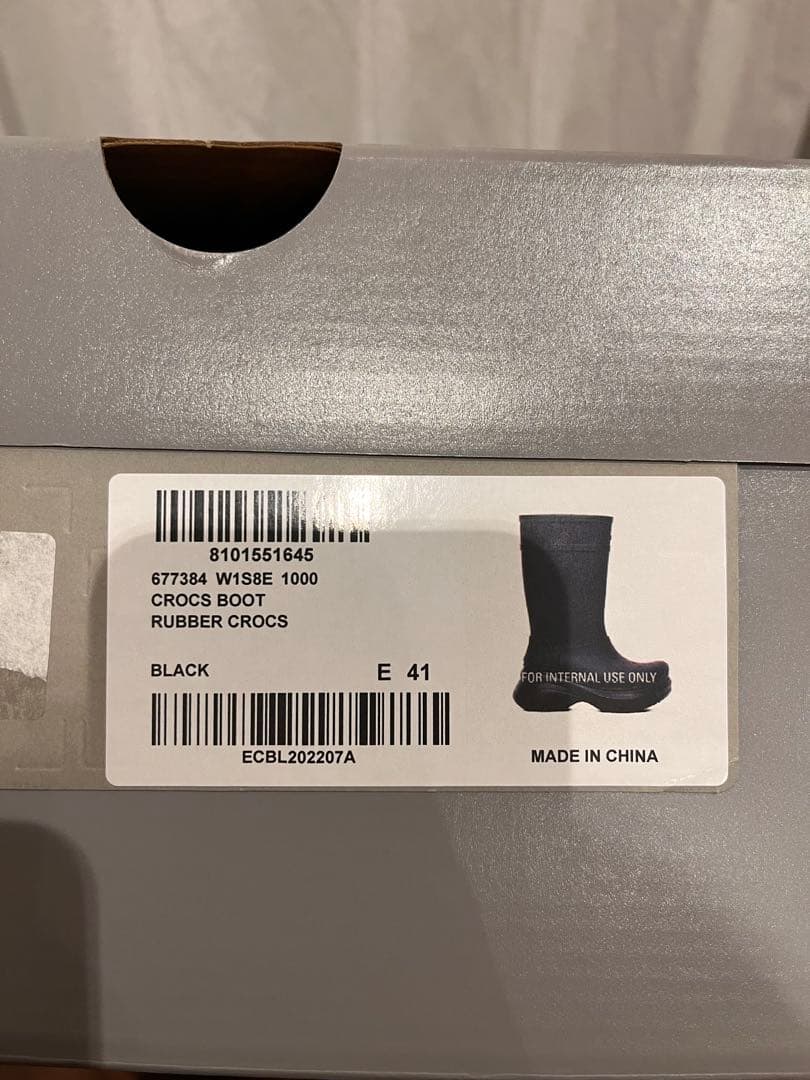 8101551645
677384 W1S8E 1000
CROCS BOOT
RUBBER CROCS
BLACK E 41
ECBL202207A
FOR INTERNAL USE ONLY
MADE IN CHINA